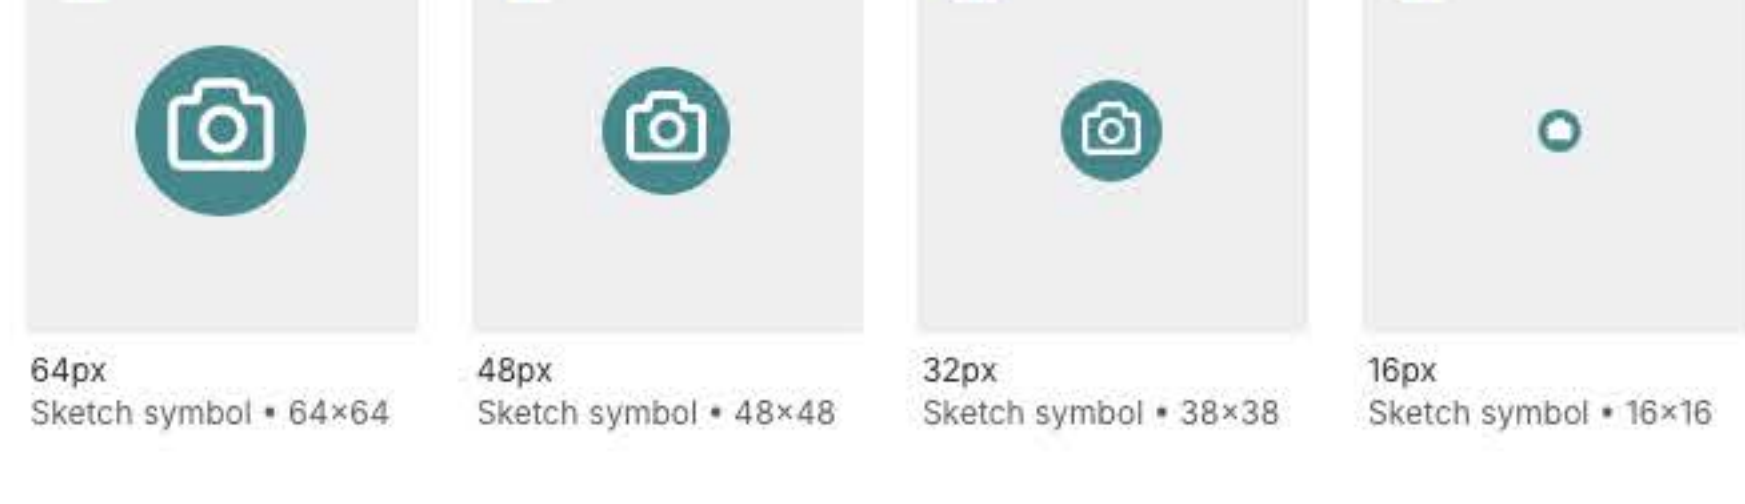 64px
Sketch symbol • 64×64
48px
Sketch symbol • 48×48
32px
Sketch symbol • 38×38
16px
Sketch symbol • 16×16